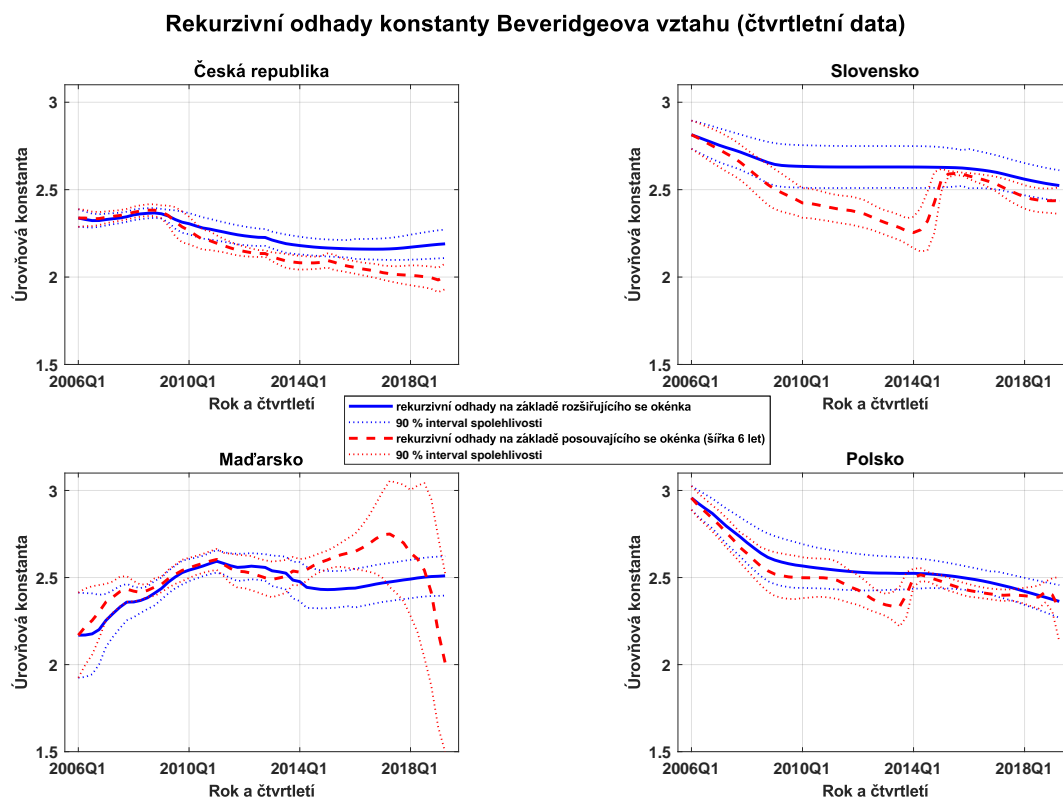 Rekurzivní odhady konstanty Beveridgeova vztahu (čtvrtletní data)
Česká republika
Úrovňová konstanta
3
2.5
2
1.5
2006Q1 2010Q1 2014Q1 2018Q1
Rok a čtvrtletí
Slovensko
Úrovňová konstanta
3
2.5
2
1.5
2006Q1 2010Q1 2014Q1 2018Q1
Rok a čtvrtletí
rekurzivní odhady na základě rozšiřujícího se okénka
90 % interval spolehlivosti
rekurzivní odhady na základě posouvajícího se okénka (šířka 6 let)
90 % interval spolehlivosti
Maďarsko
Úrovňová konstanta
3
2.5
2
1.5
2006Q1 2010Q1 2014Q1 2018Q1
Rok a čtvrtletí
Polsko
Úrovňová konstanta
3
2.5
2
1.5
2006Q1 2010Q1 2014Q1 2018Q1
Rok a čtvrtletí